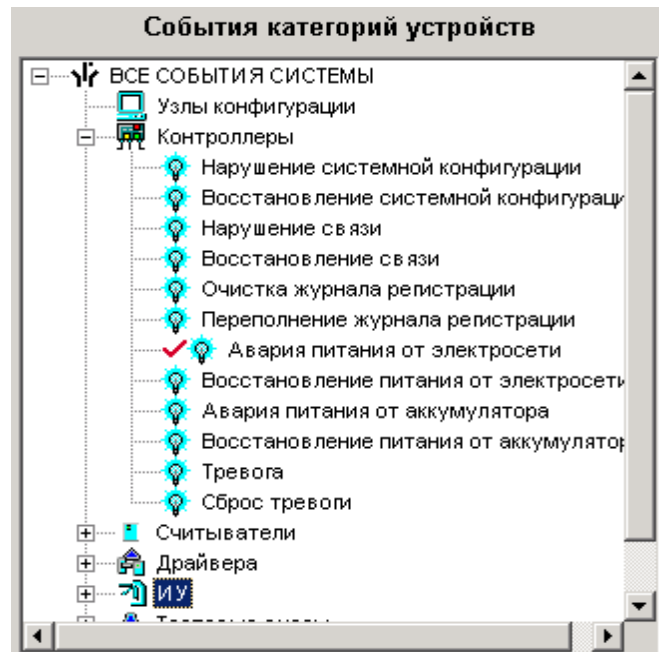 События категорий устройств
ВСЕ СОБЫТИЯ СИСТЕМЫ
Узлы конфигурации
Контроллеры
Нарушение системной конфигурации
Восстановление системной конфигураци
Нарушение связи
Восстановление связи
Очистка журнала регистрации
Переполнение журнала регистрации
Авария питания от электросети
Восстановление питания от электросети
Авария питания от аккумулятора
Восстановление питания от аккумулятор
Тревога
Сброс тревоги
Считыватели
Драйвера
ИУ